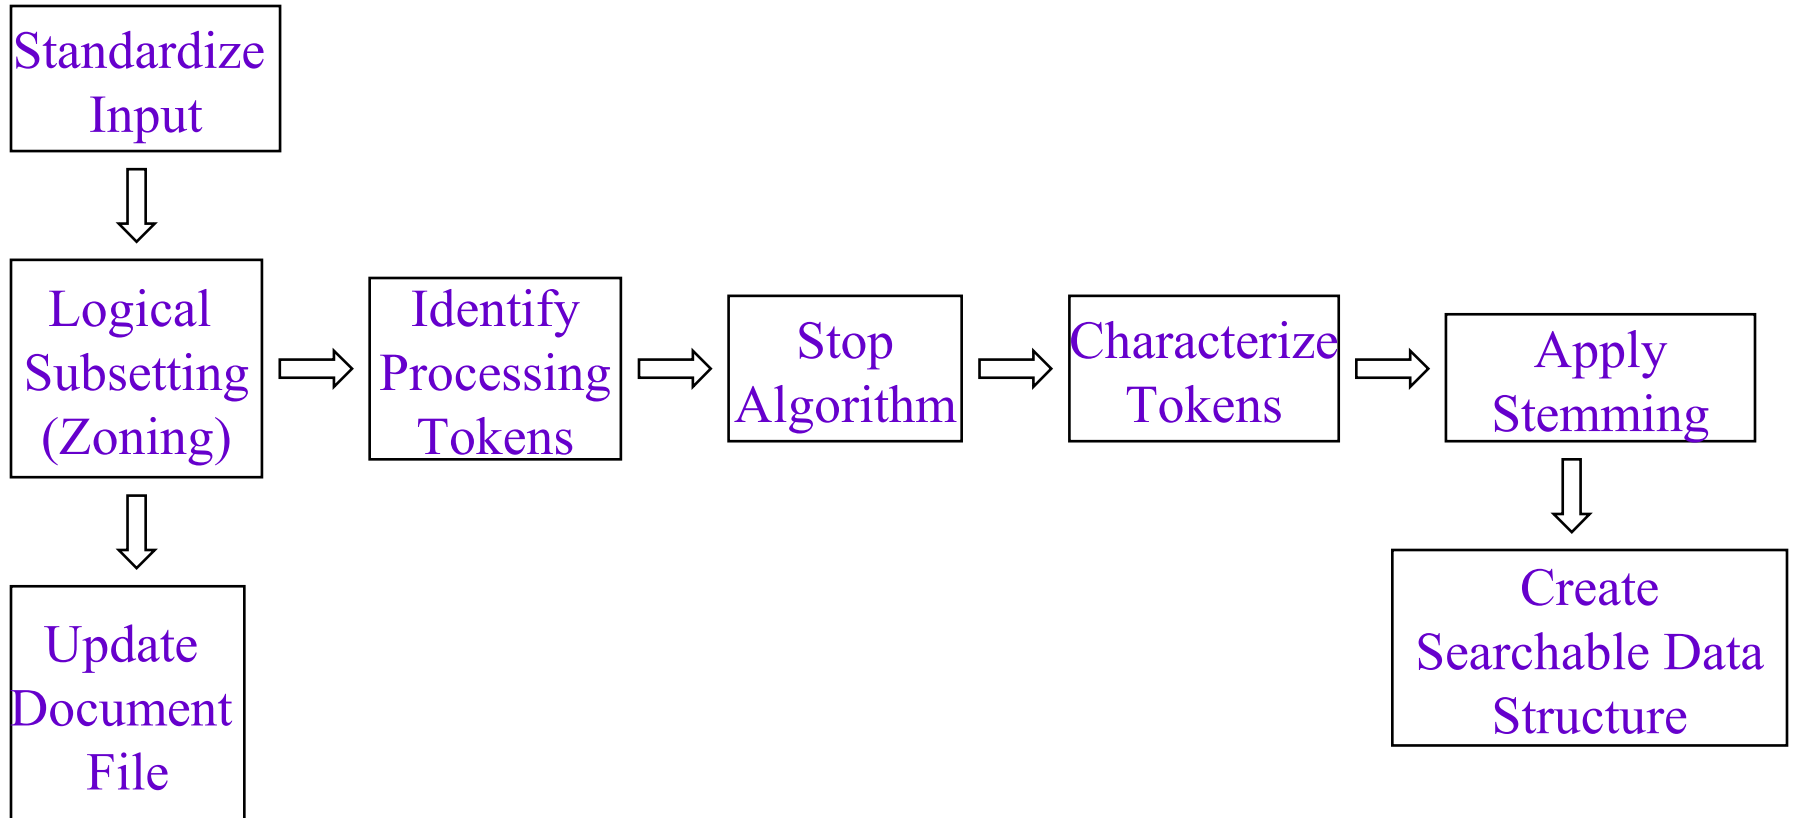 Standardize
Input
Logical
Subsetting
(Zoning)
Identify
Processing
Tokens
Stop
Algorithm
Characterize
Tokens
Apply
Stemming
Update
Document
File
Create
Searchable Data
Structure